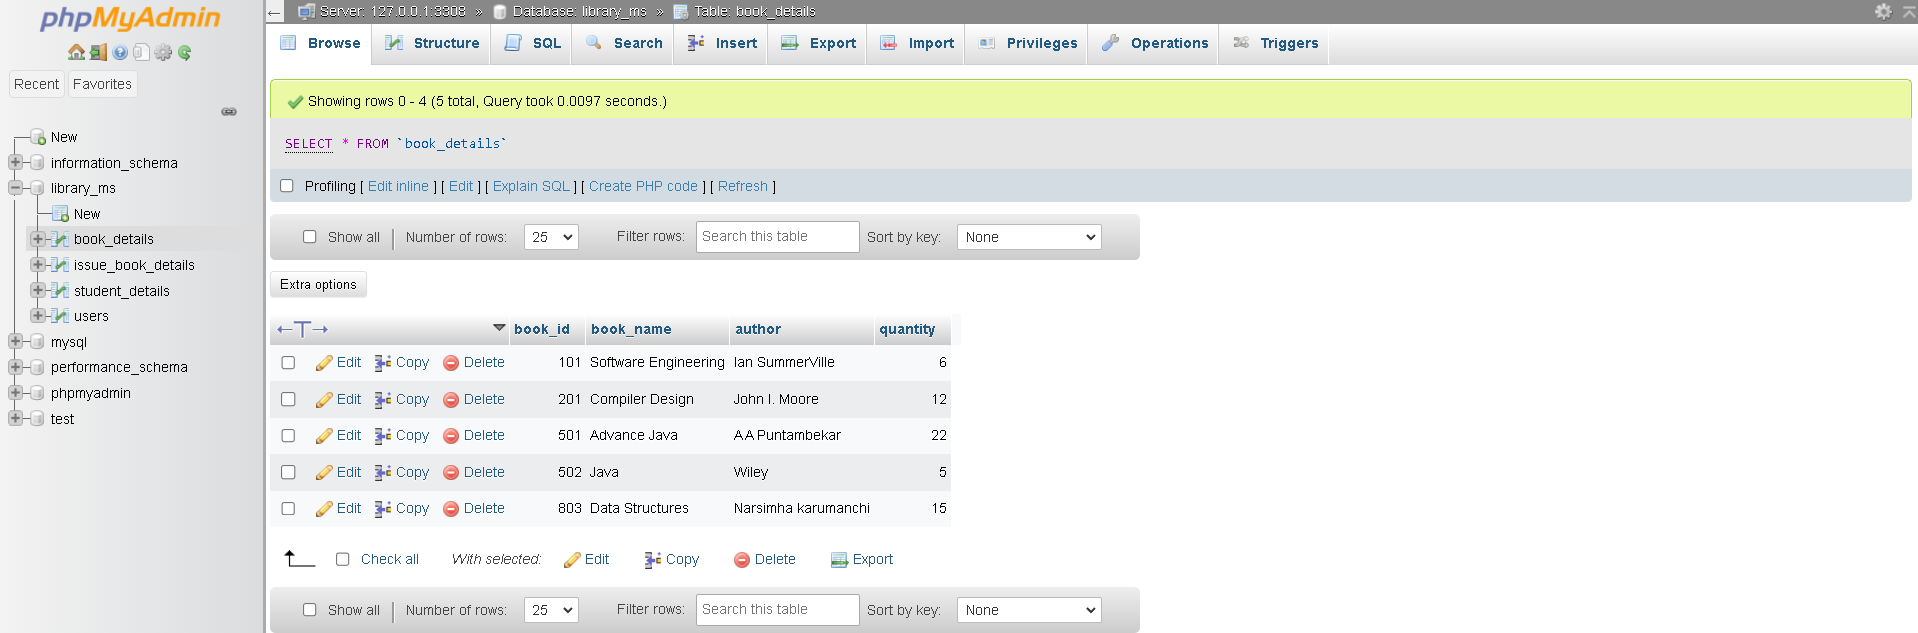 phpMyAdmin
Recent Favorites
New
information_schema
library_ms
New
book_details
issue_book_details
student_details
users
mysql
performance_schema
phpmyadmin
test
Server: 127.0.0.1:3308 » Database: library_ms » Table: book_details
Browse Structure SQL Search Insert Export Import Privileges Operations Triggers
Showing rows 0 - 4 (5 total, Query took 0.0097 seconds.)
SELECT * FROM `book_details`
Profiling [ Edit inline ] [ Edit ] [ Explain SQL ] [ Create PHP code ] [ Refresh ]
Show all | Number of rows: 25 Filter rows: Search this table Sort by key: None
Extra options
←T→ book_id book_name author quantity
Edit Copy Delete 101 Software Engineering Ian SummerVille 6
Edit Copy Delete 201 Compiler Design John I. Moore 12
Edit Copy Delete 501 Advance Java AA Puntambekar 22
Edit Copy Delete 502 Java Wiley 5
Edit Copy Delete 803 Data Structures Narsimha karumanchi 15
Check all With selected: Edit Copy Delete Export
Show all | Number of rows: 25 Filter rows: Search this table Sort by key: None